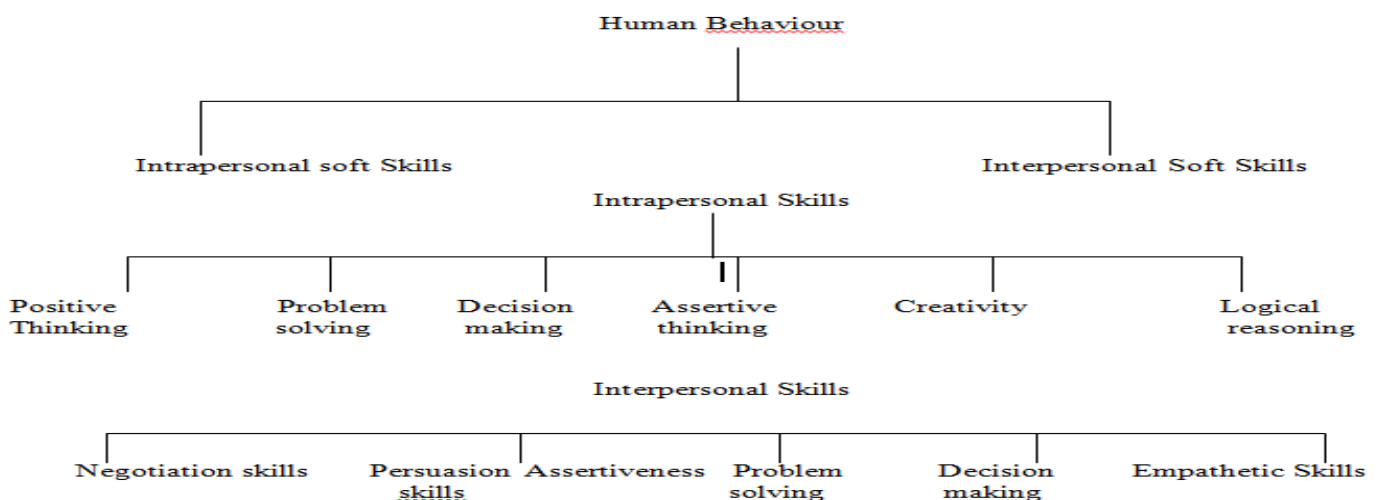 Human Behaviour
Intrapersonal soft Skills Interpersonal Soft Skills
Intrapersonal Skills
Positive Problem Decision Assertive Creativity Logical
Thinking solving making thinking reasoning
Interpersonal Skills
Negotiation skills Persuasion Assertiveness Problem Decision Empathetic Skills
skills solving making